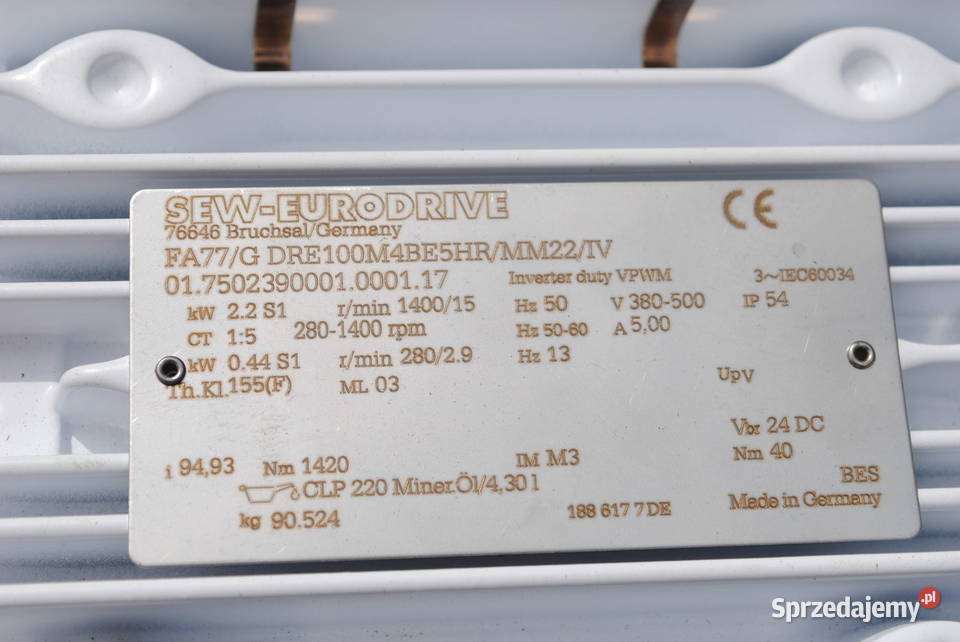 SEW-EURODRIVE CE
76646 Bruchsal/Germany
FA77/G DRE100M4BE5HR/MM22/IV
01.7502390001.0001.17 Inverter duty VPWM 3~IEC60034
kW 2.2 S1 r/min 1400/15 Hz 50 V 380-500 IP 54
CT 1:5 280-1400 rpm Hz 50-60 A 5,00
kW 0.44 S1 r/min 280/2.9 Hz 13
Th.Kl. 155(F) ML 03 UpV
Vbr 24 DC
i 94,93 Nm 1420 IM M3 Nm 40
CLP 220 Miner.Öl/4,30 l BES
kg 90.524 188 617 7 DE Made in Germany
Sprzedajemy.pl